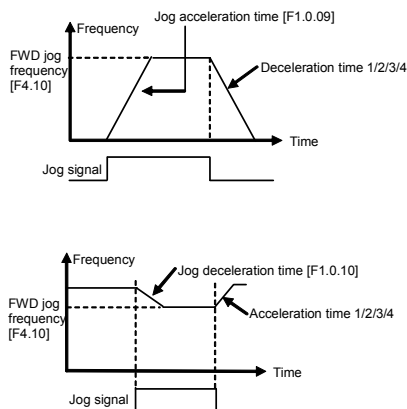 Jog acceleration time [F1.0.09]
Frequency
FWD jog
frequency
[F4.10]
Deceleration time 1/2/3/4
Time
Jog signal
Frequency
Jog deceleration time [F1.0.10]
FWD jog
frequency
[F4.10]
Acceleration time 1/2/3/4
Time
Jog signal